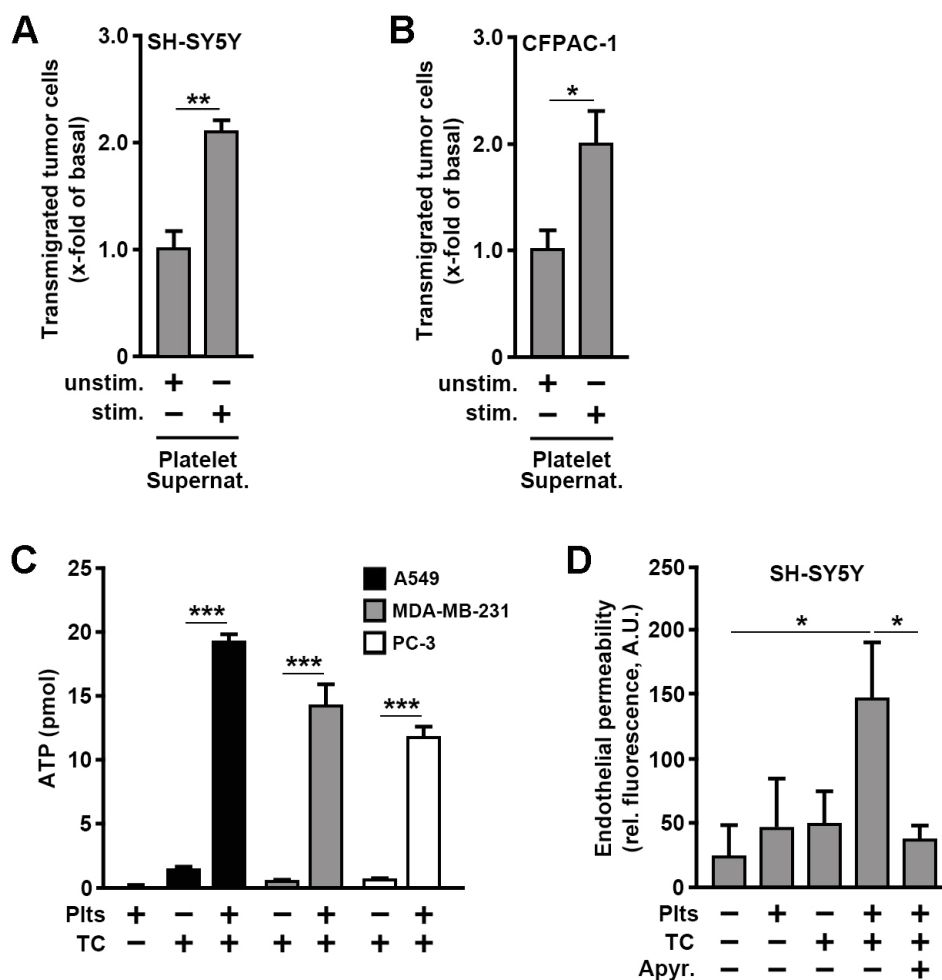 A
SH-SY5Y
Transmigrated tumor cells
(x-fold of basal)
3.0
2.0
1.0
0
**
unstim. + –
stim. – +
Platelet
Supernat.
B
CFPAC-1
Transmigrated tumor cells
(x-fold of basal)
3.0
2.0
1.0
0
*
unstim. + –
stim. – +
Platelet
Supernat.
C
ATP (pmol)
25
20
15
10
5
0
***
***
***
A549
MDA-MB-231
PC-3
Plts + – + – + – +
TC – + + + + + +
D
SH-SY5Y
Endothelial permeability
(rel. fluorescence, A.U.)
250
200
150
100
50
0
* *
Plts – + – + +
TC – – + + +
Apyr. – – – – +